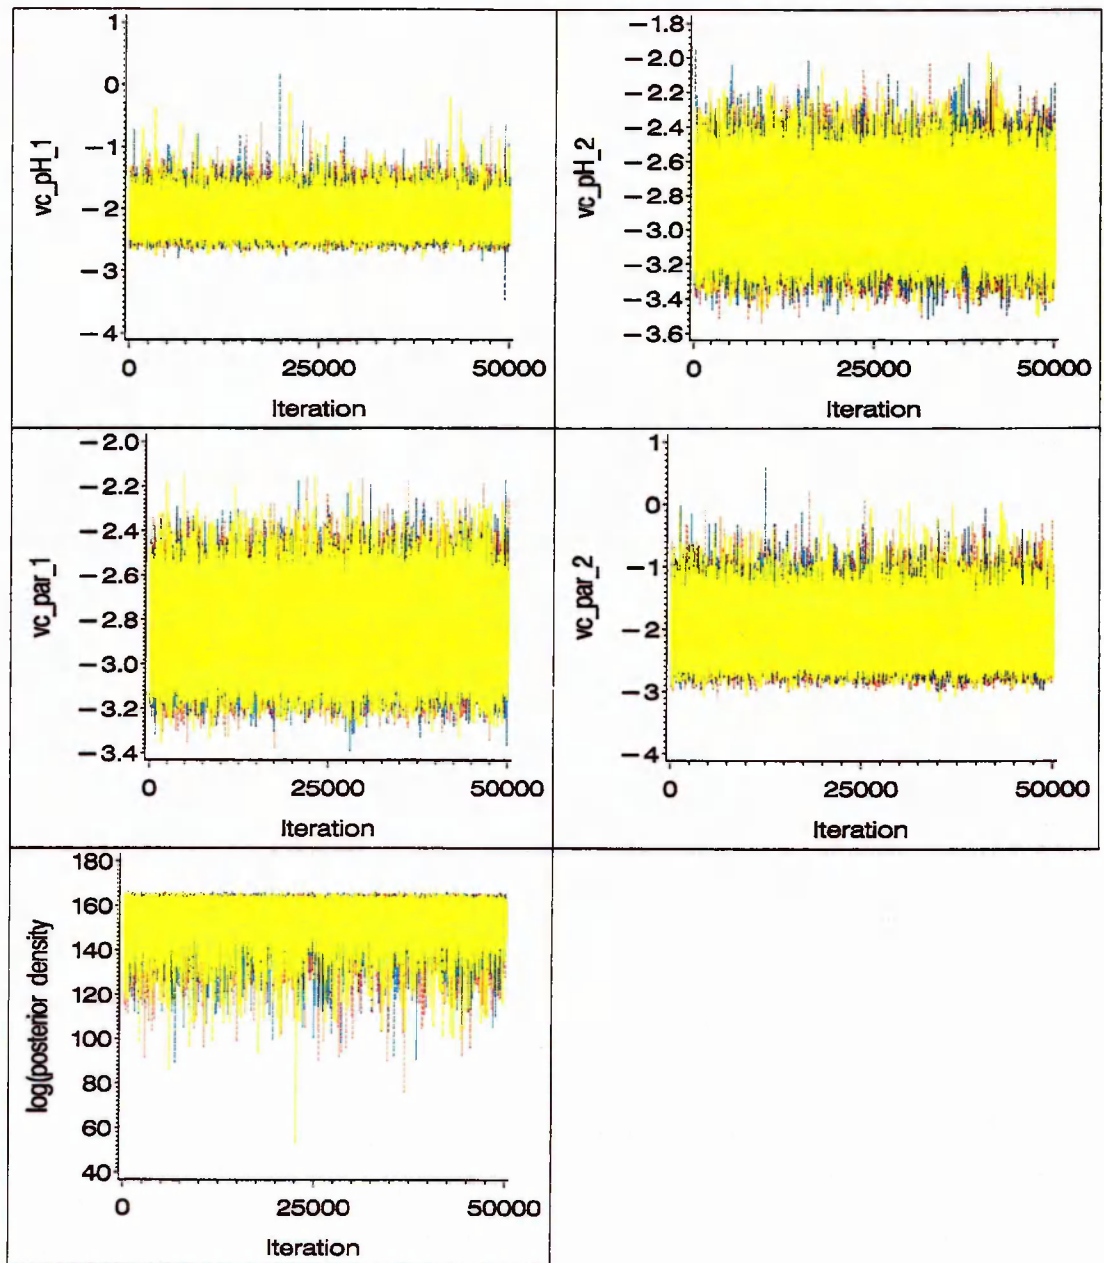 vc_pH_1
1
0
−1
−2
−3
−4
0 25000 50000
Iteration
vc_pH_2
−1.8
−2.0
−2.2
−2.4
−2.6
−2.8
−3.0
−3.2
−3.4
−3.6
0 25000 50000
Iteration
vc_par_1
−2.0
−2.2
−2.4
−2.6
−2.8
−3.0
−3.2
−3.4
0 25000 50000
Iteration
vc_par_2
1
0
−1
−2
−3
−4
0 25000 50000
Iteration
log(posterior density)
180
160
140
120
100
80
60
40
0 25000 50000
Iteration